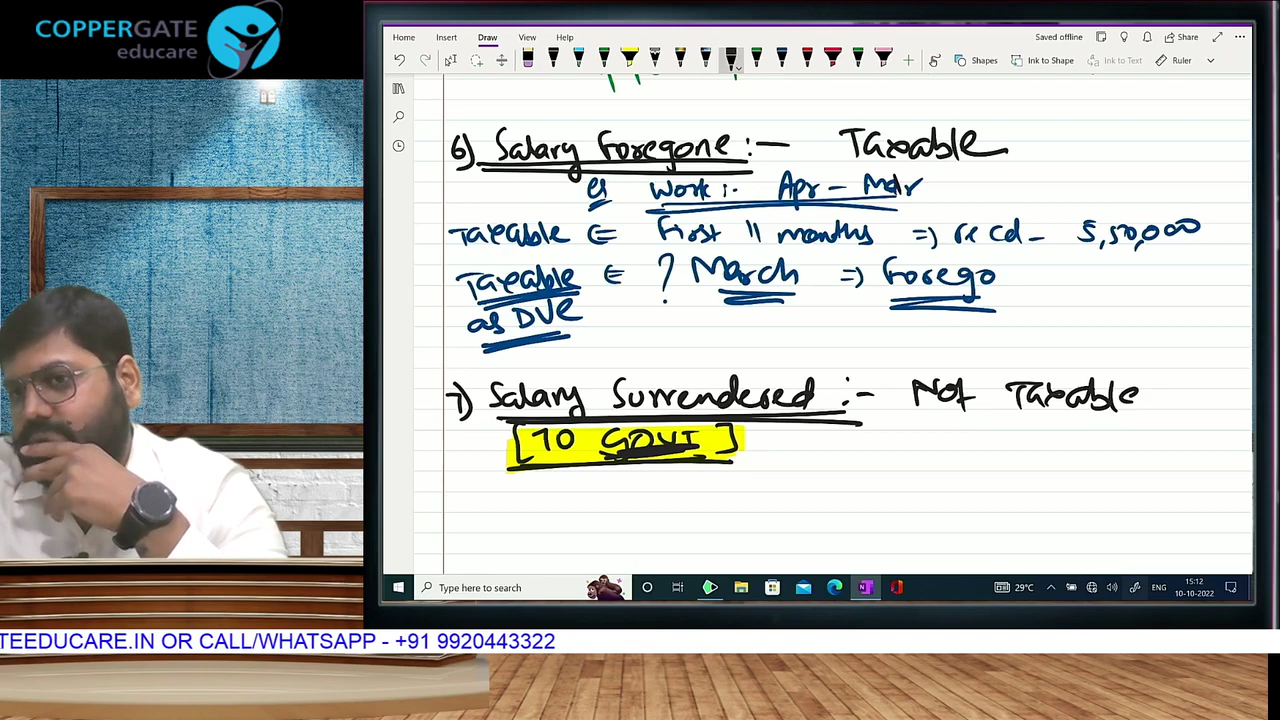 COPPERGATE
educare
Home Insert Draw View Help
Saved offline
Share
Shapes
Ink to Shape
Ink to Text
Ruler
6) Salary Foregone :- Taxable
eg Work :- Apr - Mar
Taxable ⇐ First 11 months => recd - 5,50,000
Taxable ⇐ ? March => Forego
as DVE
7) Salary Surrendered :- Not Taxable
[TO GOVT]
Type here to search
29°C
ENG
15:12
10-10-2022
TEEDUCARE.IN OR CALL/WHATSAPP - +91 9920443322